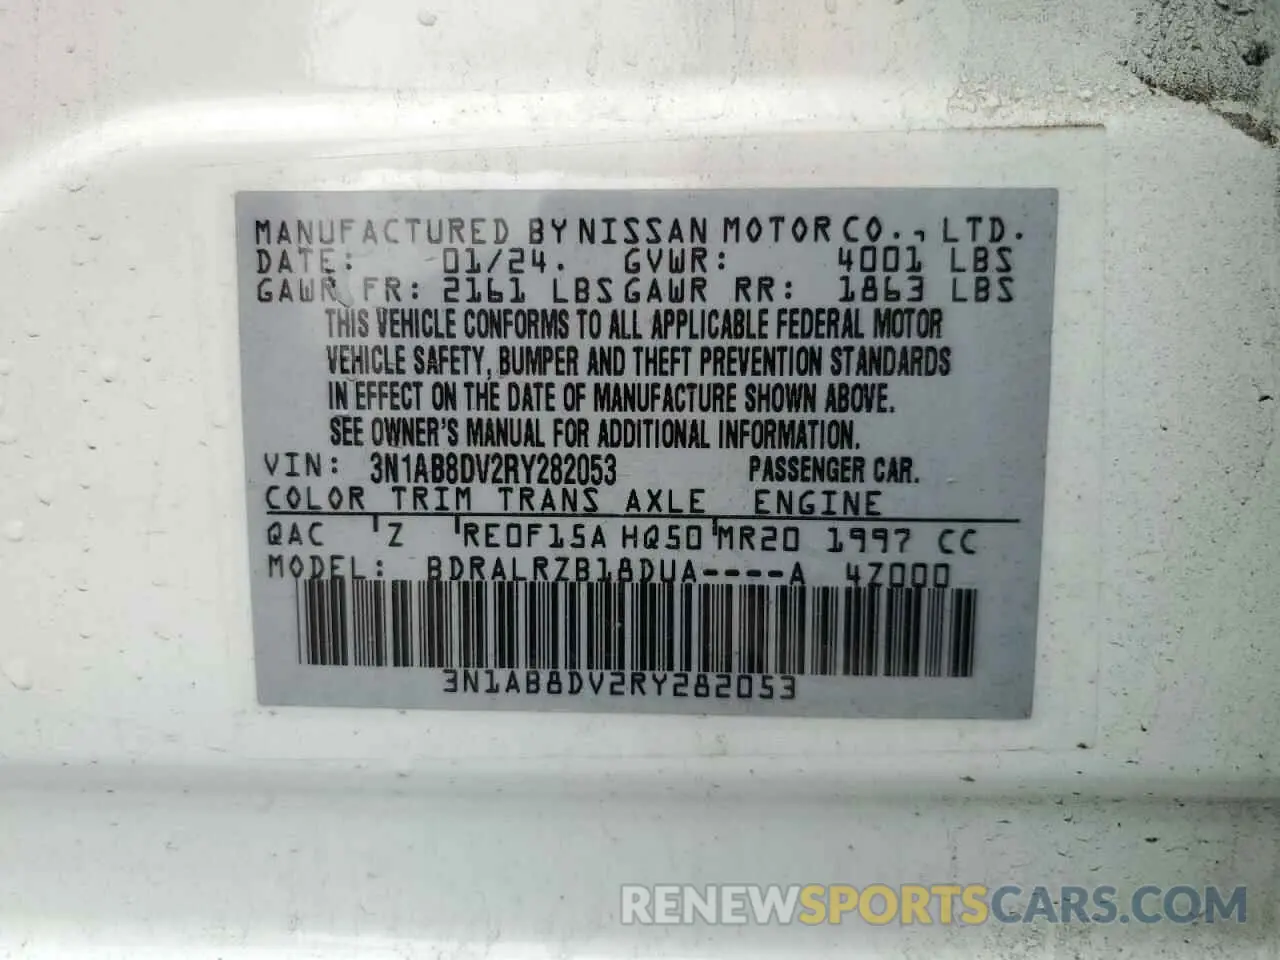 MANUFACTURED BY NISSAN MOTOR CO., LTD.
DATE: 01/24. GVWR: 4001 LBS
GAWR FR: 2161 LBS GAWR RR: 1863 LBS
THIS VEHICLE CONFORMS TO ALL APPLICABLE FEDERAL MOTOR
VEHICLE SAFETY, BUMPER AND THEFT PREVENTION STANDARDS
IN EFFECT ON THE DATE OF MANUFACTURE SHOWN ABOVE.
SEE OWNER'S MANUAL FOR ADDITIONAL INFORMATION.
VIN: 3N1AB8DV2RY282053 PASSENGER CAR.
COLOR TRIM TRANS AXLE ENGINE
QAC Z RE0F15A HQ50 MR20 1997 CC
MODEL: BDRALRZB18DUA----A 4Z000
3N1AB8DV2RY282053
RENEWSPORTSCARS.COM